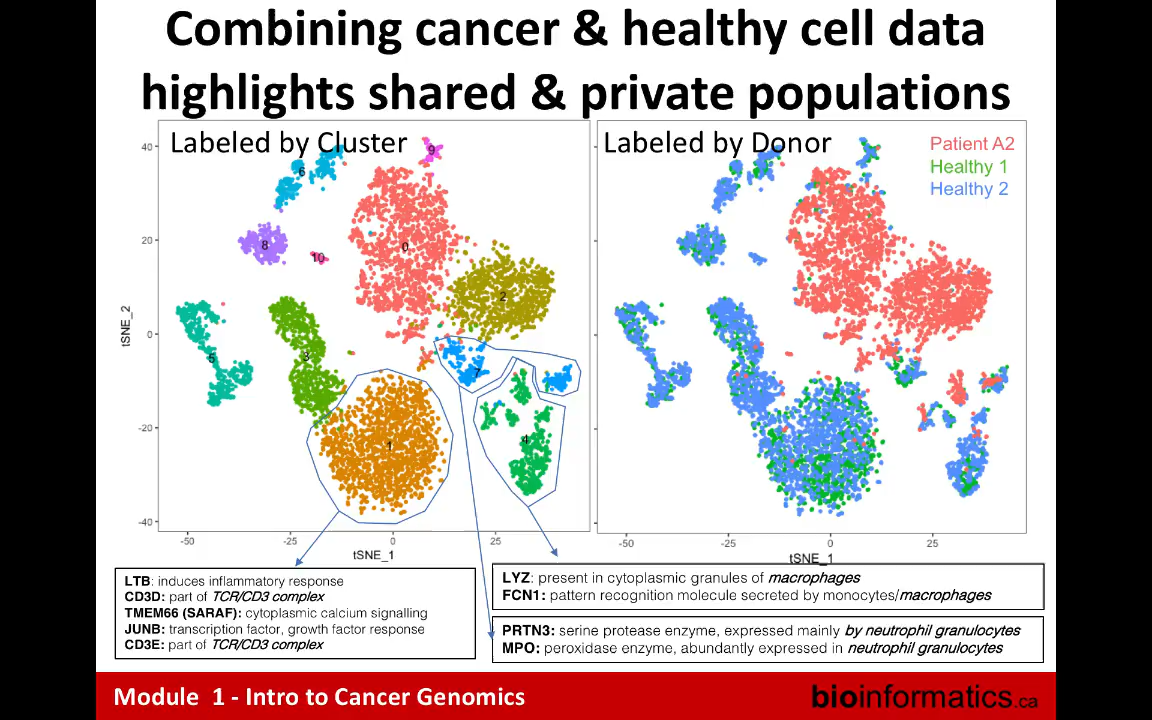 Combining cancer & healthy cell data
highlights shared & private populations
Labeled by Cluster
40
20
0
-20
-40
tSNE_2
-50
-25
0
25
tSNE_1
6
9
8
10
0
2
5
3
7
1
4
Labeled by Donor
Patient A2
Healthy 1
Healthy 2
-50
-25
0
25
tSNE_1
LTB: induces inflammatory response
CD3D: part of TCR/CD3 complex
TMEM66 (SARAF): cytoplasmic calcium signalling
JUNB: transcription factor, growth factor response
CD3E: part of TCR/CD3 complex
LYZ: present in cytoplasmic granules of macrophages
FCN1: pattern recognition molecule secreted by monocytes/macrophages
PRTN3: serine protease enzyme, expressed mainly by neutrophil granulocytes
MPO: peroxidase enzyme, abundantly expressed in neutrophil granulocytes
Module 1 - Intro to Cancer Genomics
bioinformatics.ca